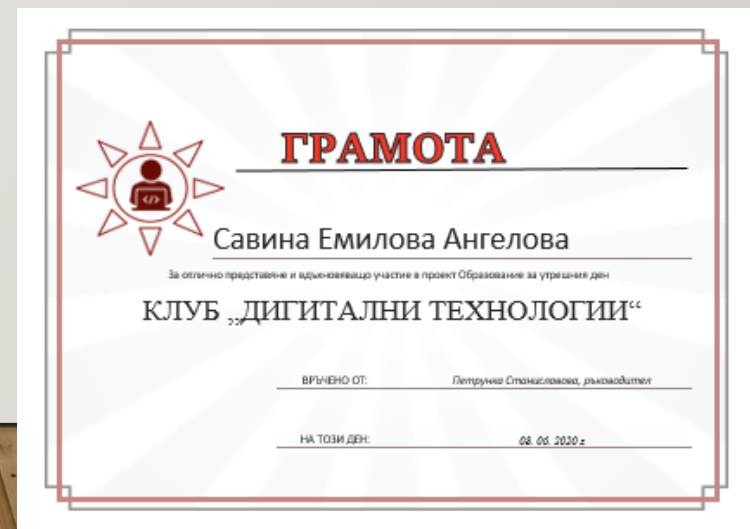 ГРАМОТА
Савина Емилова Ангелова
За отлично представяне и вдъхновяващо участие в проект Образование за утрешния ден
КЛУБ „ДИГИТАЛНИ ТЕХНОЛОГИИ“
ВРЪЧЕНО ОТ: Петрунка Станиславова, ръководител
НА ТОЗИ ДЕН: 08. 06. 2020 г.